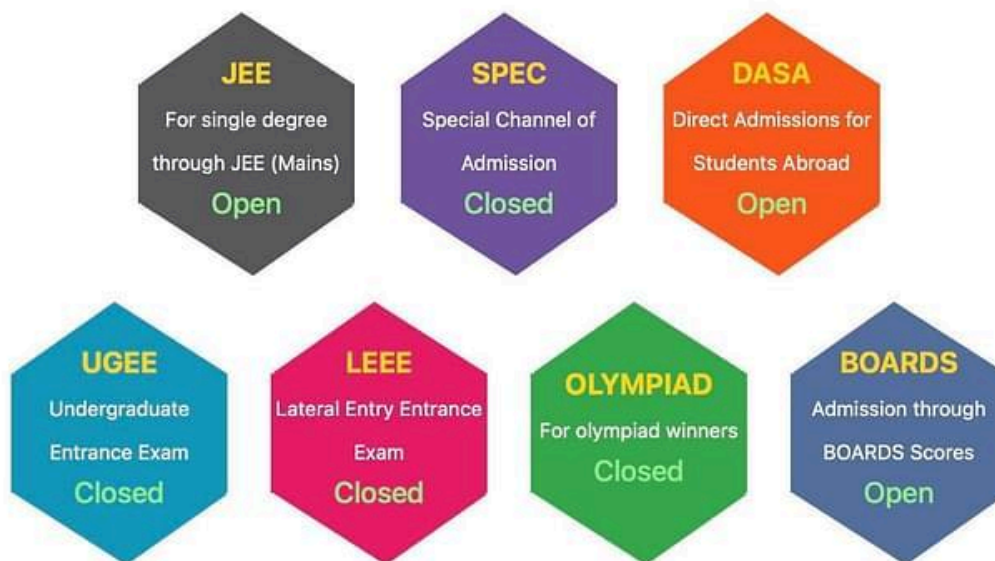 JEE
For single degree
through JEE (Mains)
Open
SPEC
Special Channel of
Admission
Closed
DASA
Direct Admissions for
Students Abroad
Open
UGEE
Undergraduate
Entrance Exam
Closed
LEEE
Lateral Entry Entrance
Exam
Closed
OLYMPIAD
For olympiad winners
Closed
BOARDS
Admission through
BOARDS Scores
Open